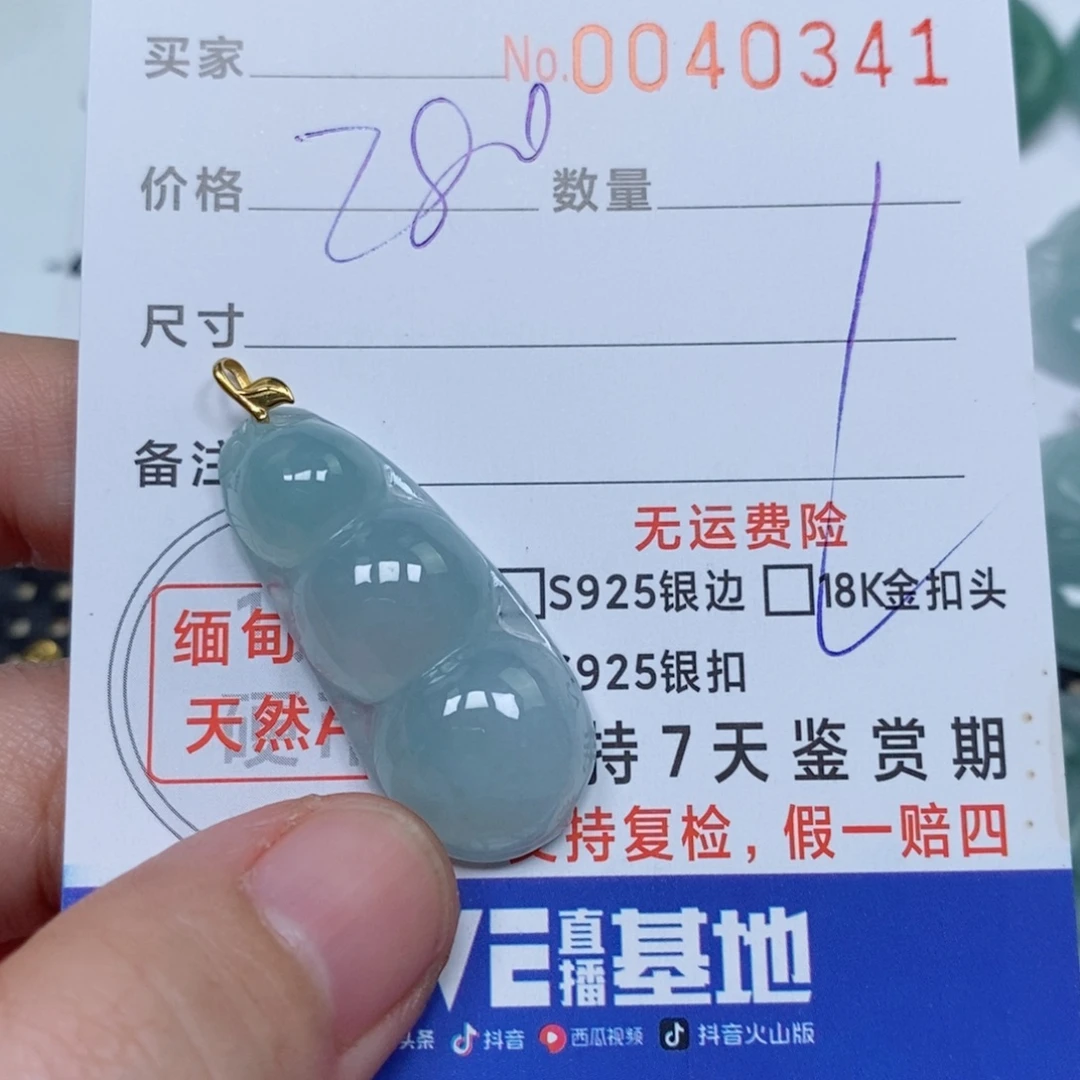 买家 No.0040341
价格 280 数量
尺寸
备注
无运费险
S925银边 18K金扣头
S925银扣
缅甸
天然A
持7天鉴赏期
支持复检，假一赔四
直播基地
头条 抖音 西瓜视频 抖音火山版